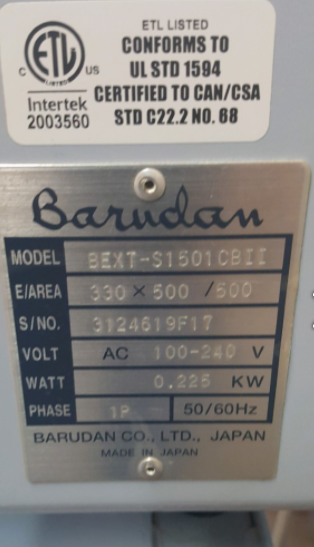 ETL LISTED
CONFORMS TO
UL STD 1594
CERTIFIED TO CAN/CSA
STD C22.2 NO. 68
ETL
LISTED
C US
Intertek
2003560
Barudan
MODEL BEXT-S1501CBII
E/AREA 330 × 500 /500
S/NO. 3124619F17
VOLT AC 100-240 V
WATT 0.225 KW
PHASE 1P 50/60Hz
BARUDAN CO., LTD., JAPAN
MADE IN JAPAN